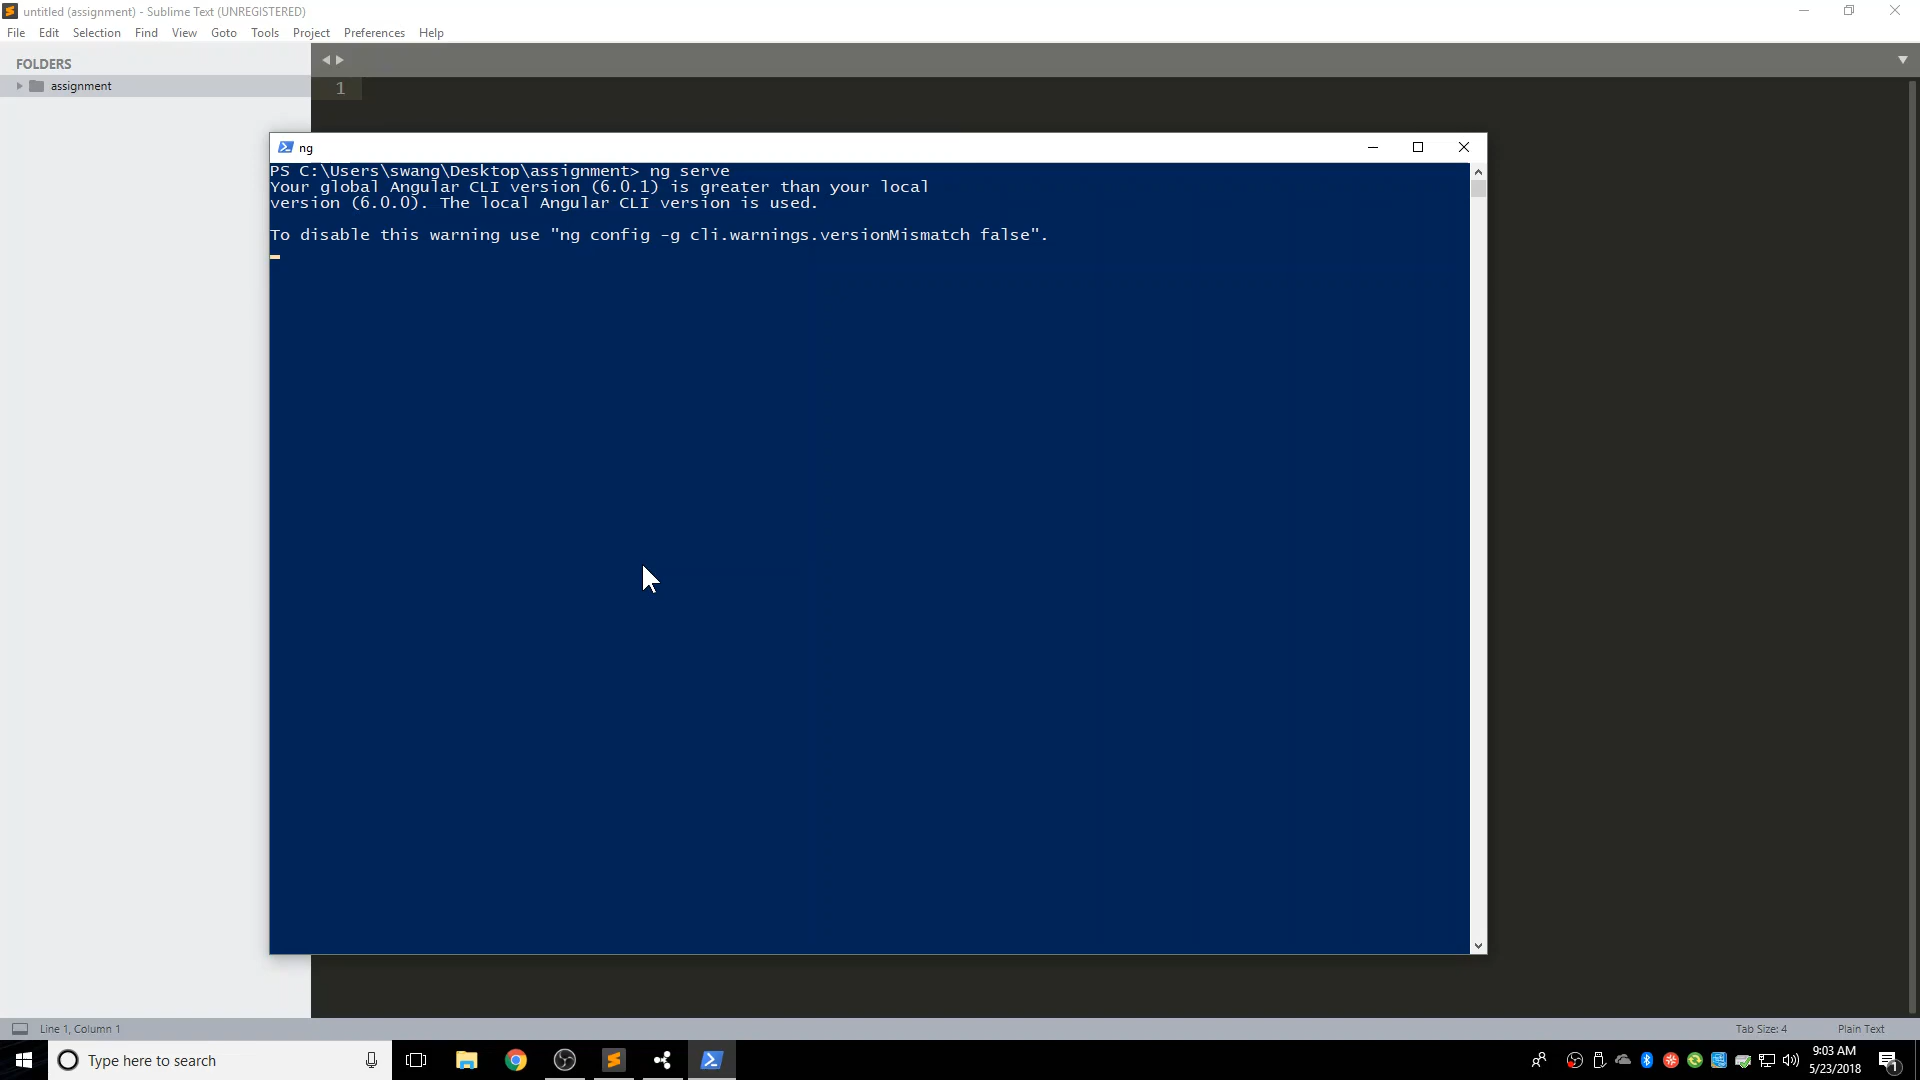 untitled (assignment) - Sublime Text (UNREGISTERED)
File Edit Selection Find View Goto Tools Project Preferences Help
FOLDERS
assignment
1
ng
PS C:\Users\swang\Desktop\assignment> ng serve
Your global Angular CLI version (6.0.1) is greater than your local
version (6.0.0). The local Angular CLI version is used.
To disable this warning use "ng config -g cli.warnings.versionMismatch false".
Line 1, Column 1
Tab Size: 4
Plain Text
Type here to search
9:03 AM
5/23/2018
1